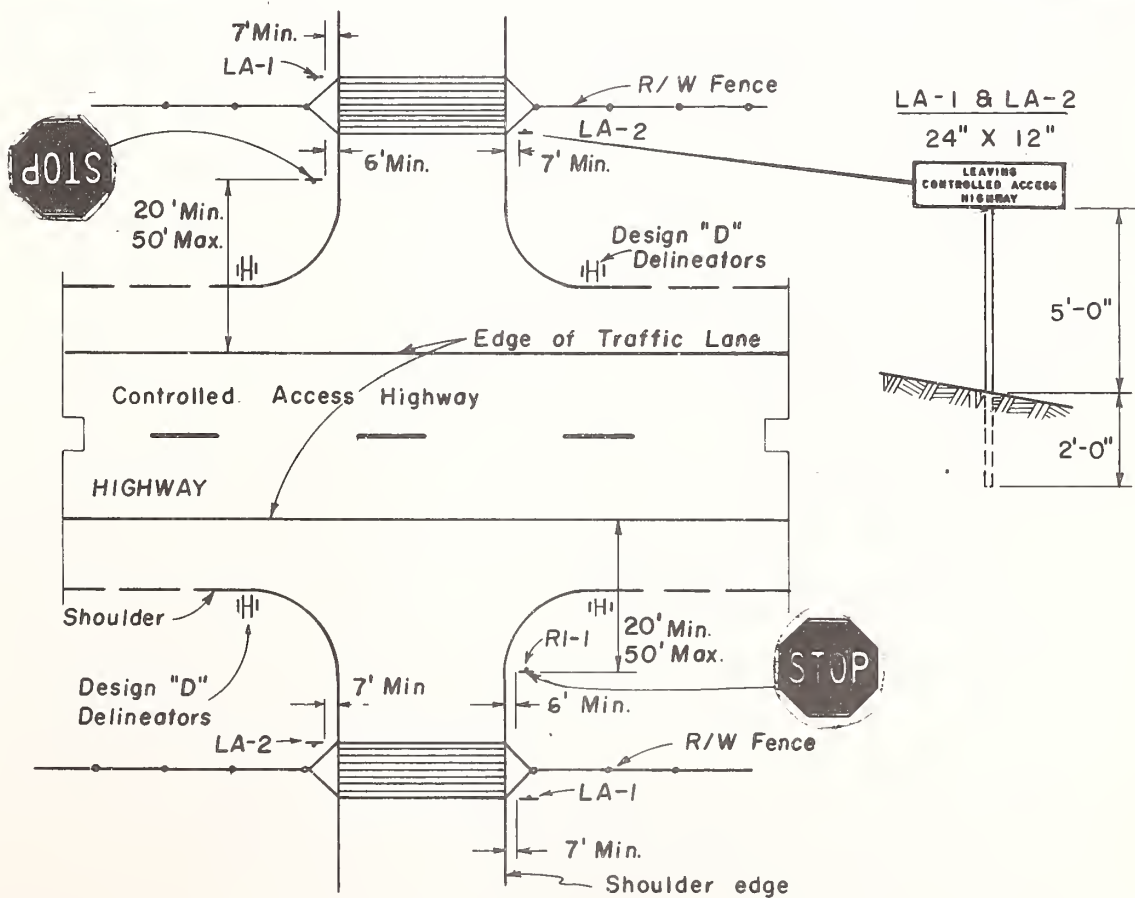 7' Min.
LA-1
R/W Fence
LA-1 & LA-2
24" X 12"
LA-2
STOP
6' Min.
7' Min.
LEAVING
CONTROLLED ACCESS
HIGHWAY
20' Min.
50' Max.
Design "D"
Delineators
5'-0"
Edge of Traffic Lane
Controlled Access Highway
2'-0"
HIGHWAY
Shoulder
R1-1
20' Min.
50' Max.
STOP
Design "D"
Delineators
7' Min
6' Min.
LA-2
R/W Fence
LA-1
7' Min.
Shoulder edge